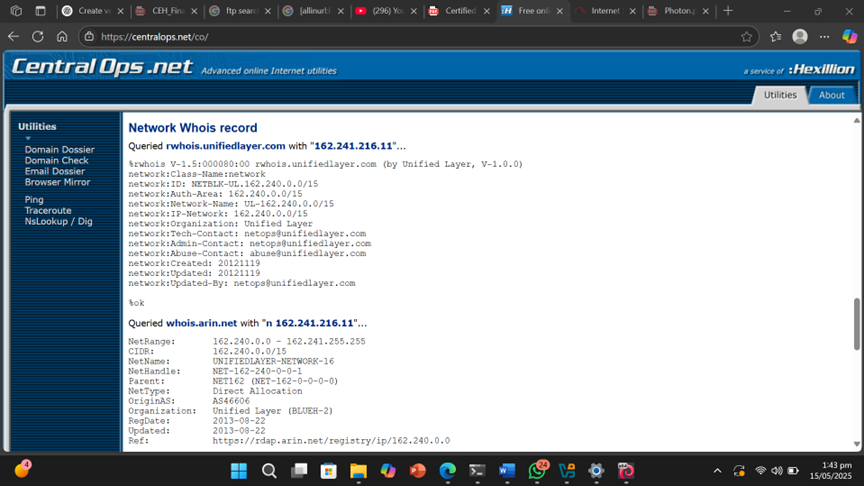 Create v
CEH_Fina
ftp searc
[allinurl:b
(296) You
Certified
Free onli
Internet
Photon.p
https://centralops.net/co/
CentralOps.net Advanced online Internet utilities
a service of :Hexillion
Utilities About
Utilities
Domain Dossier
Domain Check
Email Dossier
Browser Mirror
Ping
Traceroute
NsLookup / Dig
Network Whois record
Queried rwhois.unifiedlayer.com with "162.241.216.11"...
%rwhois V-1.5:000080:00 rwhois.unifiedlayer.com (by Unified Layer, V-1.0.0)
network:Class-Name:network
network:ID: NETBLK-UL.162.240.0.0/15
network:Auth-Area: 162.240.0.0/15
network:Network-Name: UL-162.240.0.0/15
network:IP-Network: 162.240.0.0/15
network:Organization: Unified Layer
network:Tech-Contact: netops@unifiedlayer.com
network:Admin-Contact: netops@unifiedlayer.com
network:Abuse-Contact: abuse@unifiedlayer.com
network:Created: 20121119
network:Updated: 20121119
network:Updated-By: netops@unifiedlayer.com
%ok
Queried whois.arin.net with "n 162.241.216.11"...
NetRange: 162.240.0.0 - 162.241.255.255
CIDR: 162.240.0.0/15
NetName: UNIFIEDLAYER-NETWORK-16
NetHandle: NET-162-240-0-0-1
Parent: NET162 (NET-162-0-0-0-0)
NetType: Direct Allocation
OriginAS: AS46606
Organization: Unified Layer (BLUEH-2)
RegDate: 2013-08-22
Updated: 2013-08-22
Ref: https://rdap.arin.net/registry/ip/162.240.0.0
4
24
1:43 pm
15/05/2025